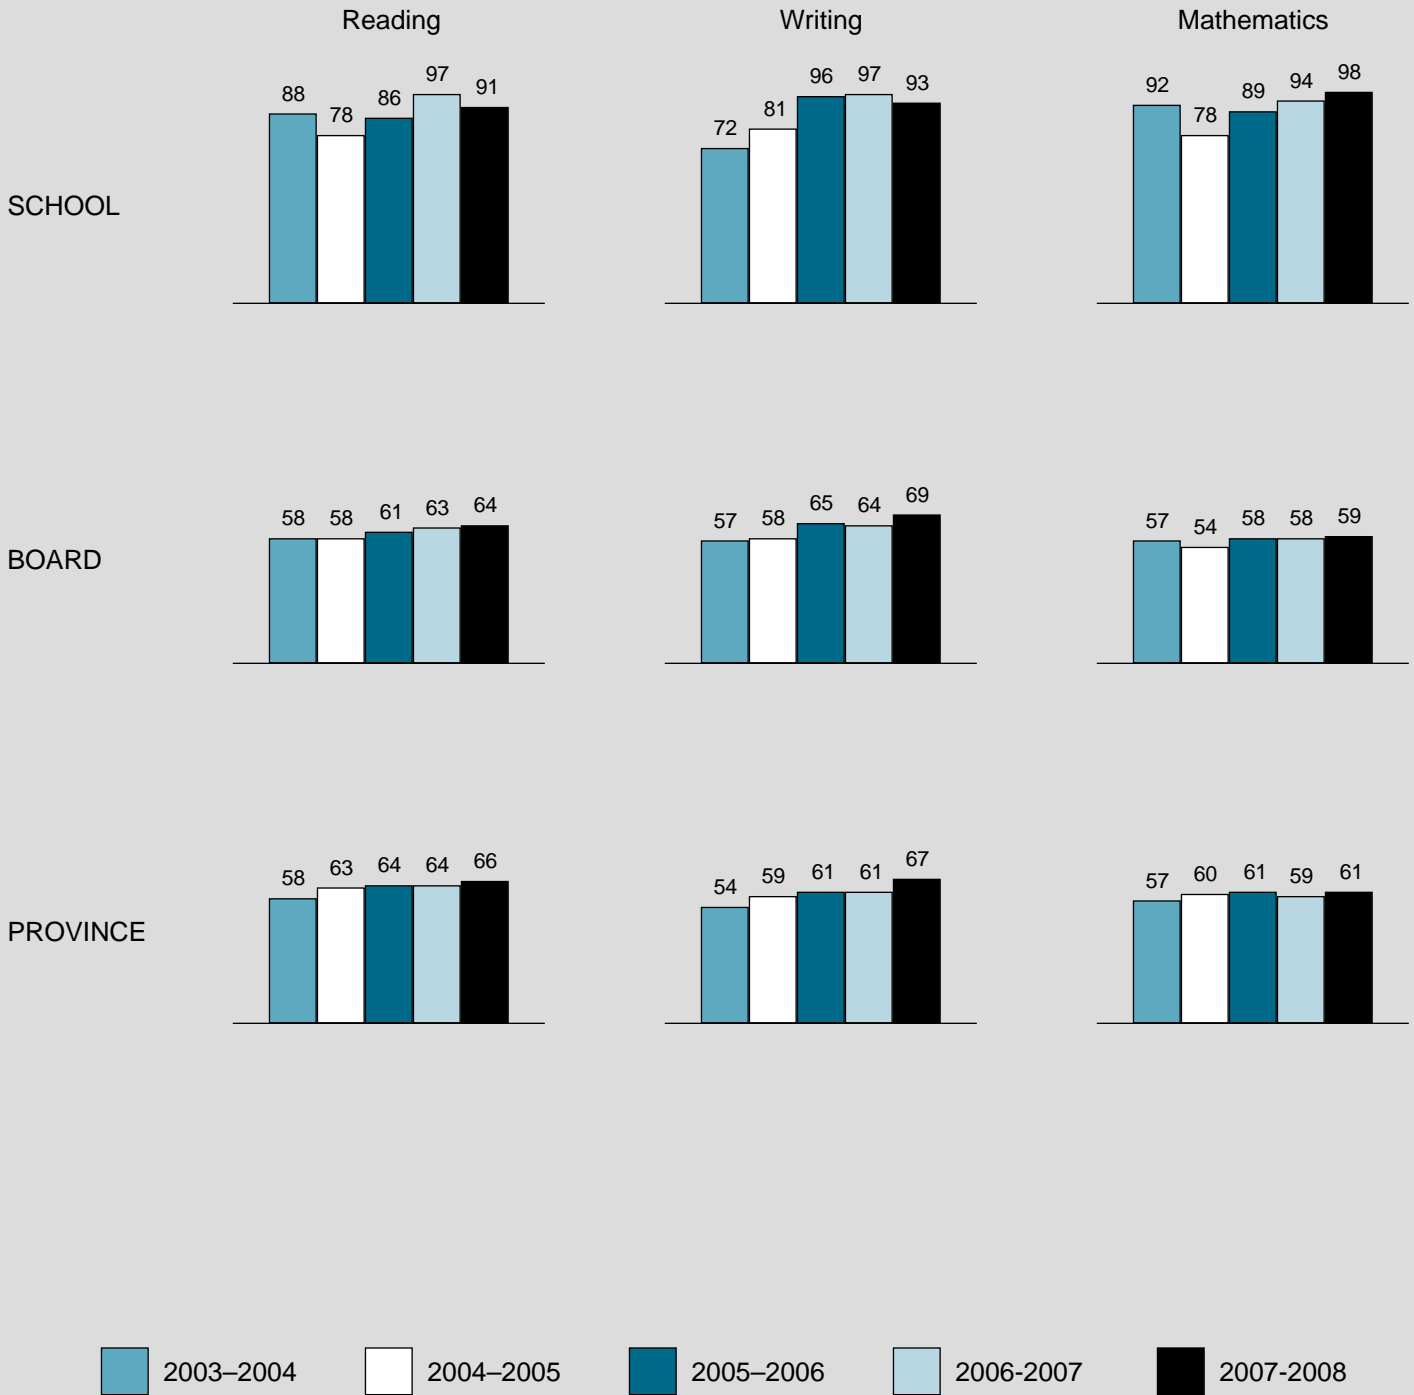 Reading Writing Mathematics
88 78 86 97 91 72 81 96 97 93 92 78 89 94 98
SCHOOL
58 58 61 63 64 57 58 65 64 69 57 54 58 58 59
BOARD
58 63 64 64 66 54 59 61 61 67 57 60 61 59 61
PROVINCE
2003–2004 2004–2005 2005–2006 2006-2007 2007-2008